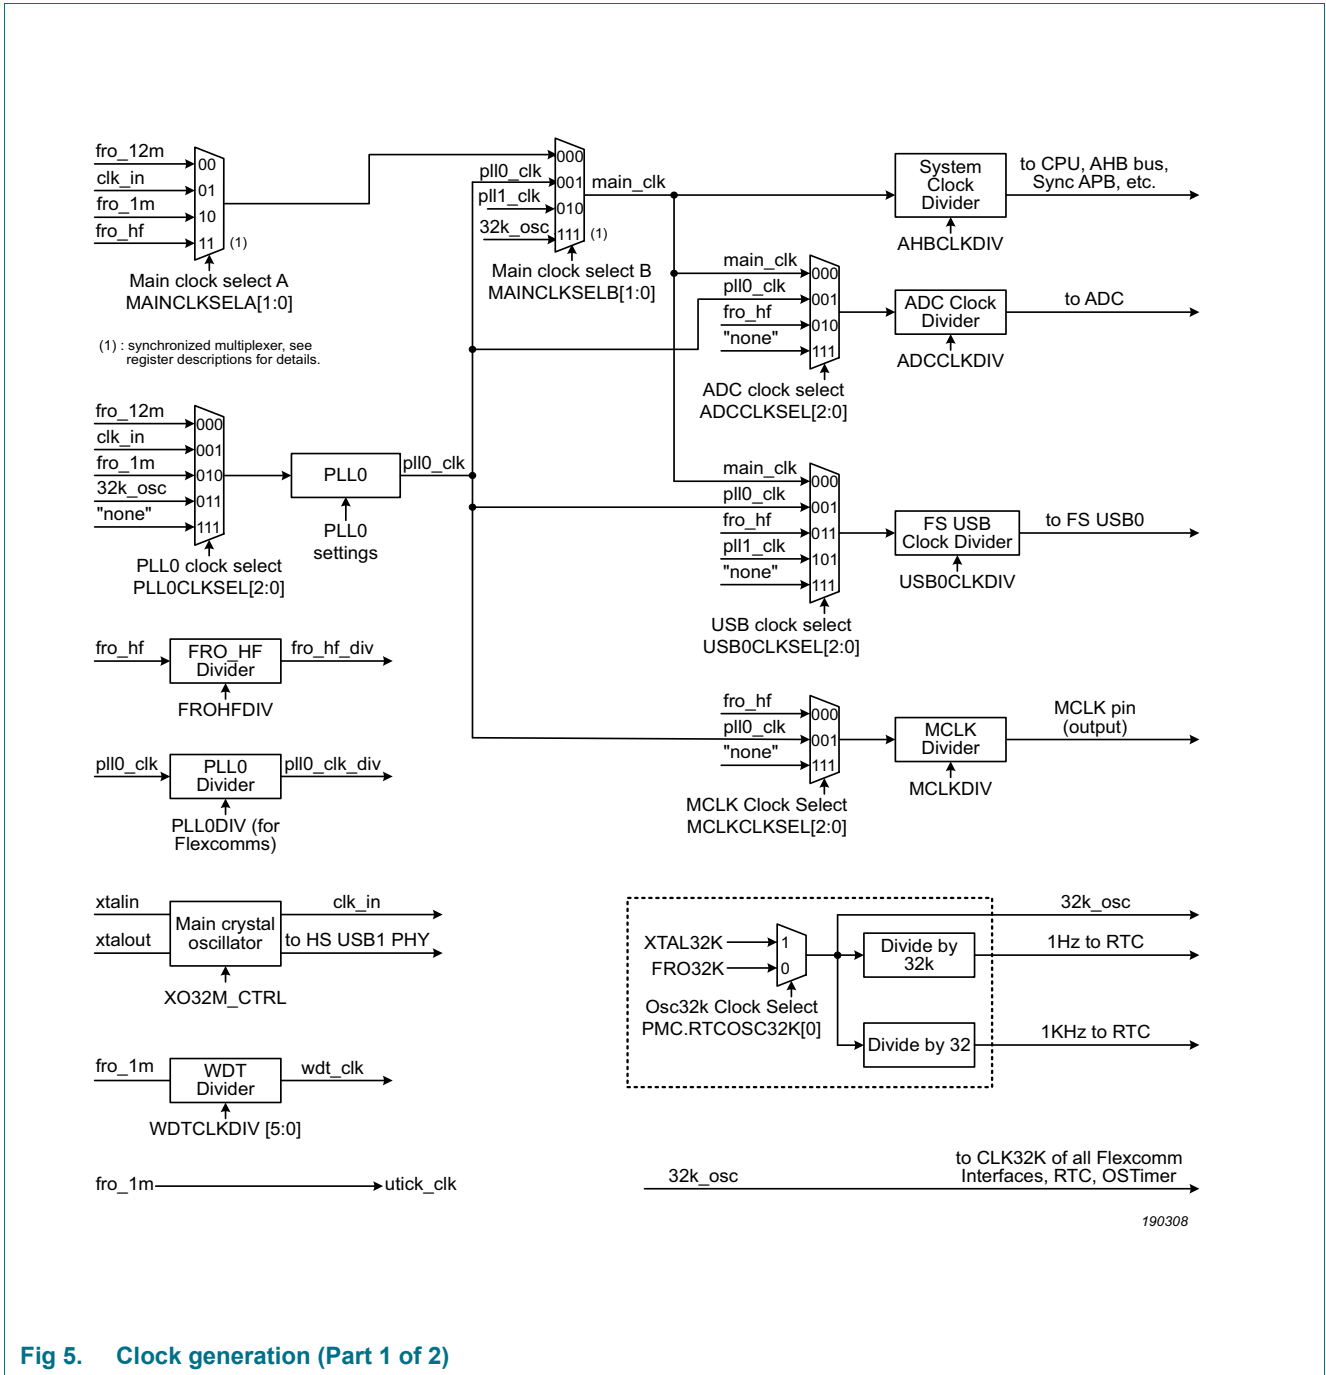 fro_12m
clk_in
fro_1m
fro_hf
00
01
10
11
(1)
Main clock select A
MAINCLKSELA[1:0]
(1) : synchronized multiplexer, see
register descriptions for details.
pll0_clk
pll1_clk
32k_osc
000
001
010
111
(1)
Main clock select B
MAINCLKSELB[1:0]
main_clk
System
Clock
Divider
AHBCLKDIV
to CPU, AHB bus,
Sync APB, etc.
main_clk
pll0_clk
fro_hf
"none"
000
001
010
111
ADC clock select
ADCCLKSEL[2:0]
ADC Clock
Divider
ADCCLKDIV
to ADC
fro_12m
clk_in
fro_1m
32k_osc
"none"
000
001
010
011
111
PLL0 clock select
PLL0CLKSEL[2:0]
PLL0
PLL0
settings
pll0_clk
main_clk
pll0_clk
fro_hf
pll1_clk
"none"
000
001
011
101
111
USB clock select
USB0CLKSEL[2:0]
FS USB
Clock Divider
USB0CLKDIV
to FS USB0
fro_hf
FRO_HF
Divider
fro_hf_div
FROHFDIV
fro_hf
pll0_clk
"none"
000
001
111
MCLK Clock Select
MCLKCLKSEL[2:0]
MCLK
Divider
MCLKDIV
MCLK pin
(output)
pll0_clk
PLL0
Divider
pll0_clk_div
PLL0DIV (for
Flexcomms)
xtalin
xtalout
Main crystal
oscillator
clk_in
to HS USB1 PHY
XO32M_CTRL
XTAL32K
FRO32K
1
0
Osc32k Clock Select
PMC.RTCOSC32K[0]
Divide by
32k
Divide by 32
32k_osc
1Hz to RTC
1KHz to RTC
fro_1m
WDT
Divider
wdt_clk
WDTCLKDIV [5:0]
fro_1m
utick_clk
32k_osc
to CLK32K of all Flexcomm
Interfaces, RTC, OSTimer
190308
Fig 5. Clock generation (Part 1 of 2)